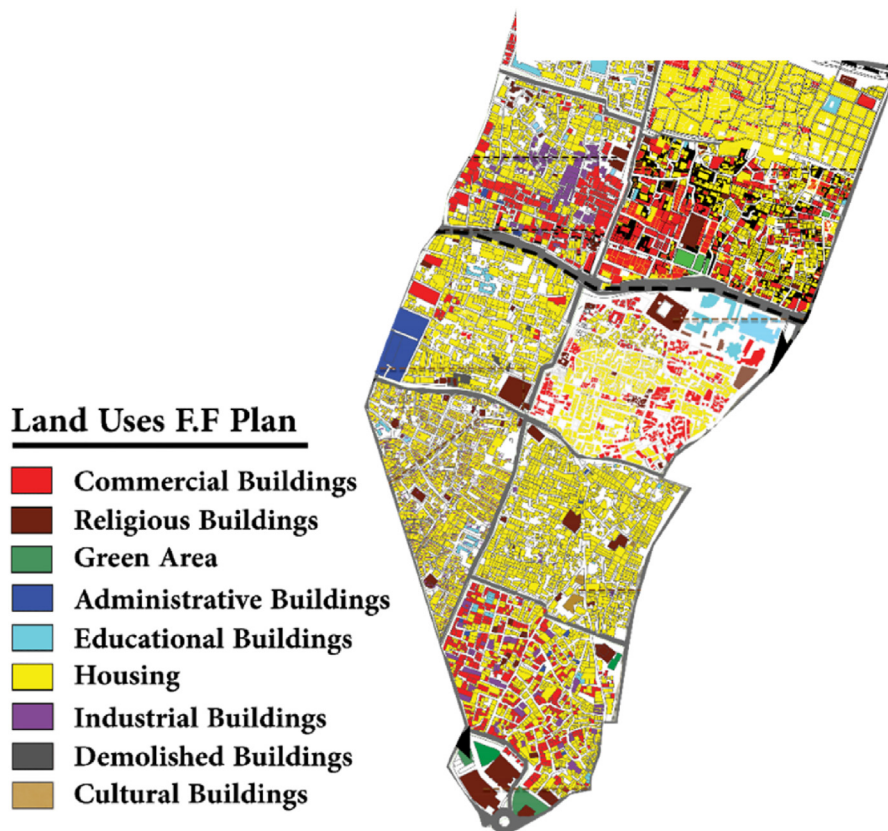 Land Uses F.F Plan
Commercial Buildings
Religious Buildings
Green Area
Administrative Buildings
Educational Buildings
Housing
Industrial Buildings
Demolished Buildings
Cultural Buildings